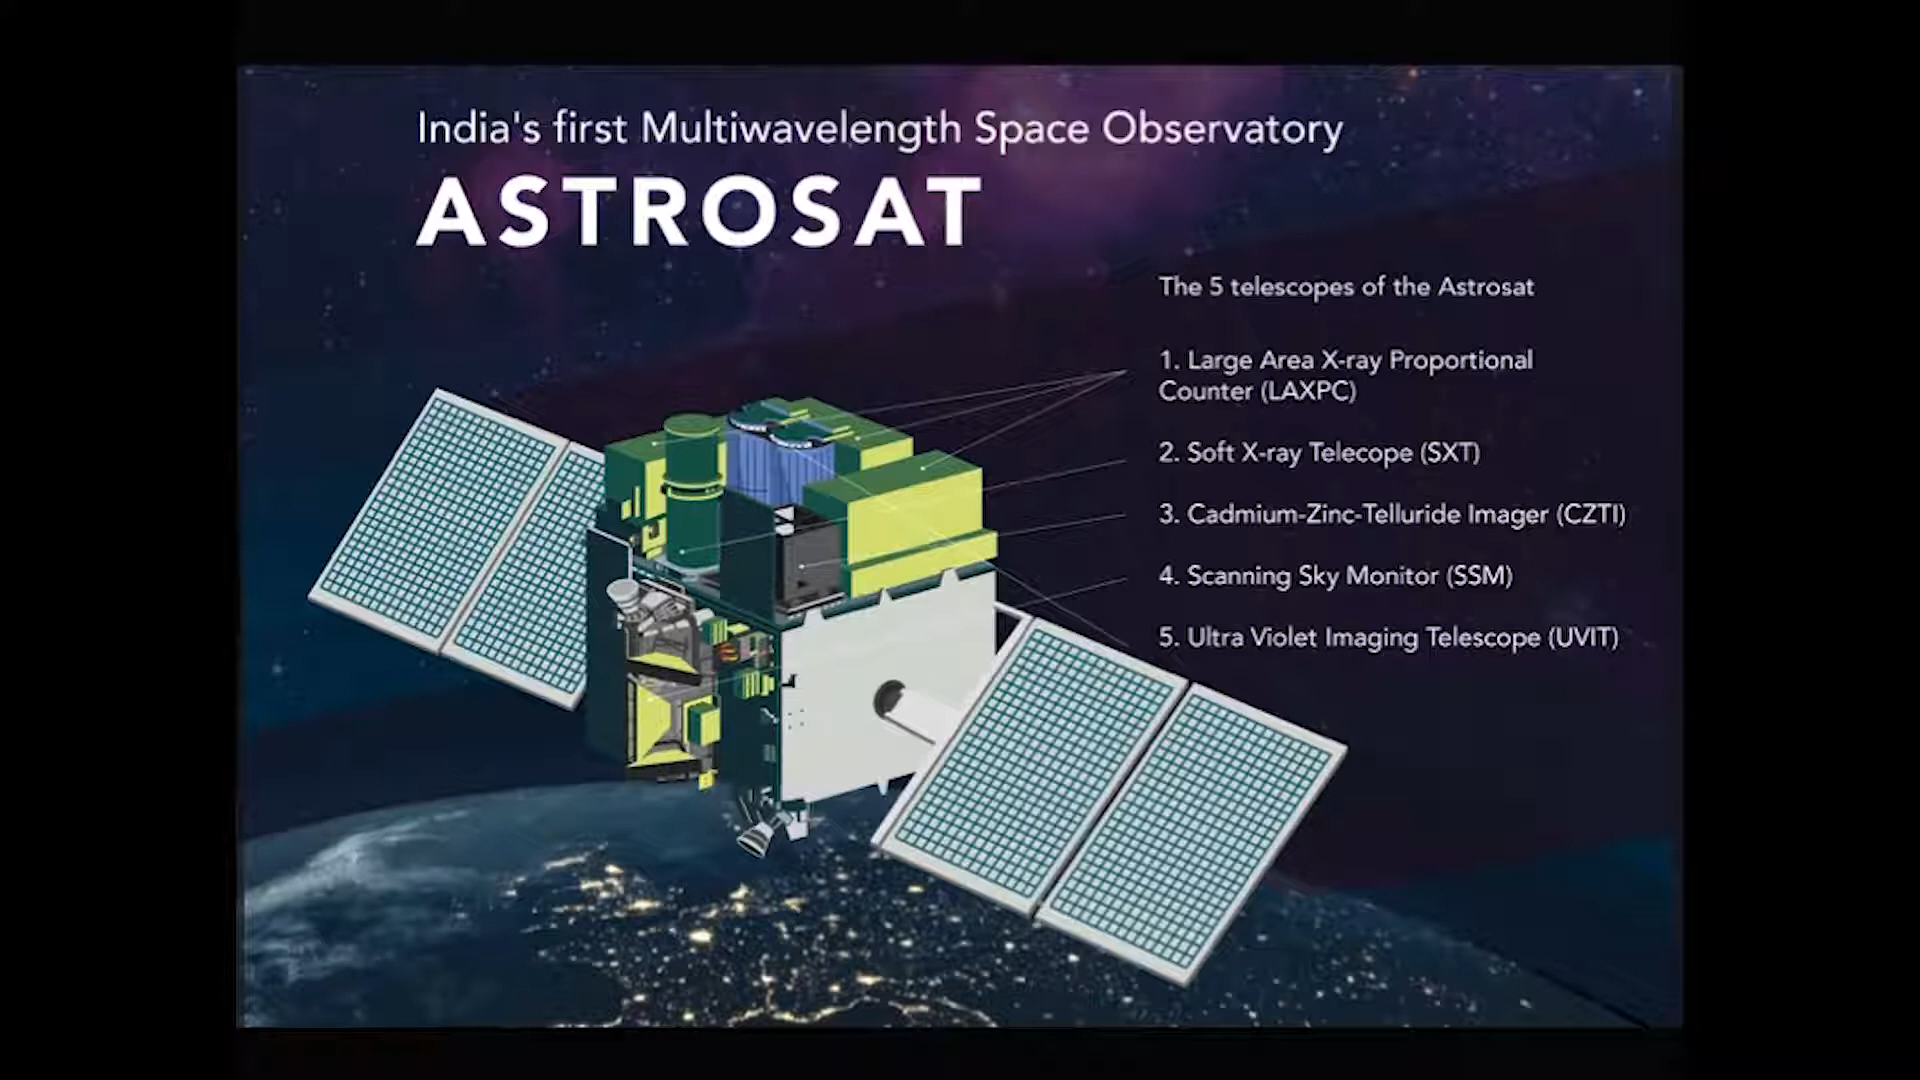 India's first Multiwavelength Space Observatory
ASTROSAT
The 5 telescopes of the Astrosat
1. Large Area X-ray Proportional
Counter (LAXPC)
2. Soft X-ray Telecope (SXT)
3. Cadmium-Zinc-Telluride Imager (CZTI)
4. Scanning Sky Monitor (SSM)
5. Ultra Violet Imaging Telescope (UVIT)